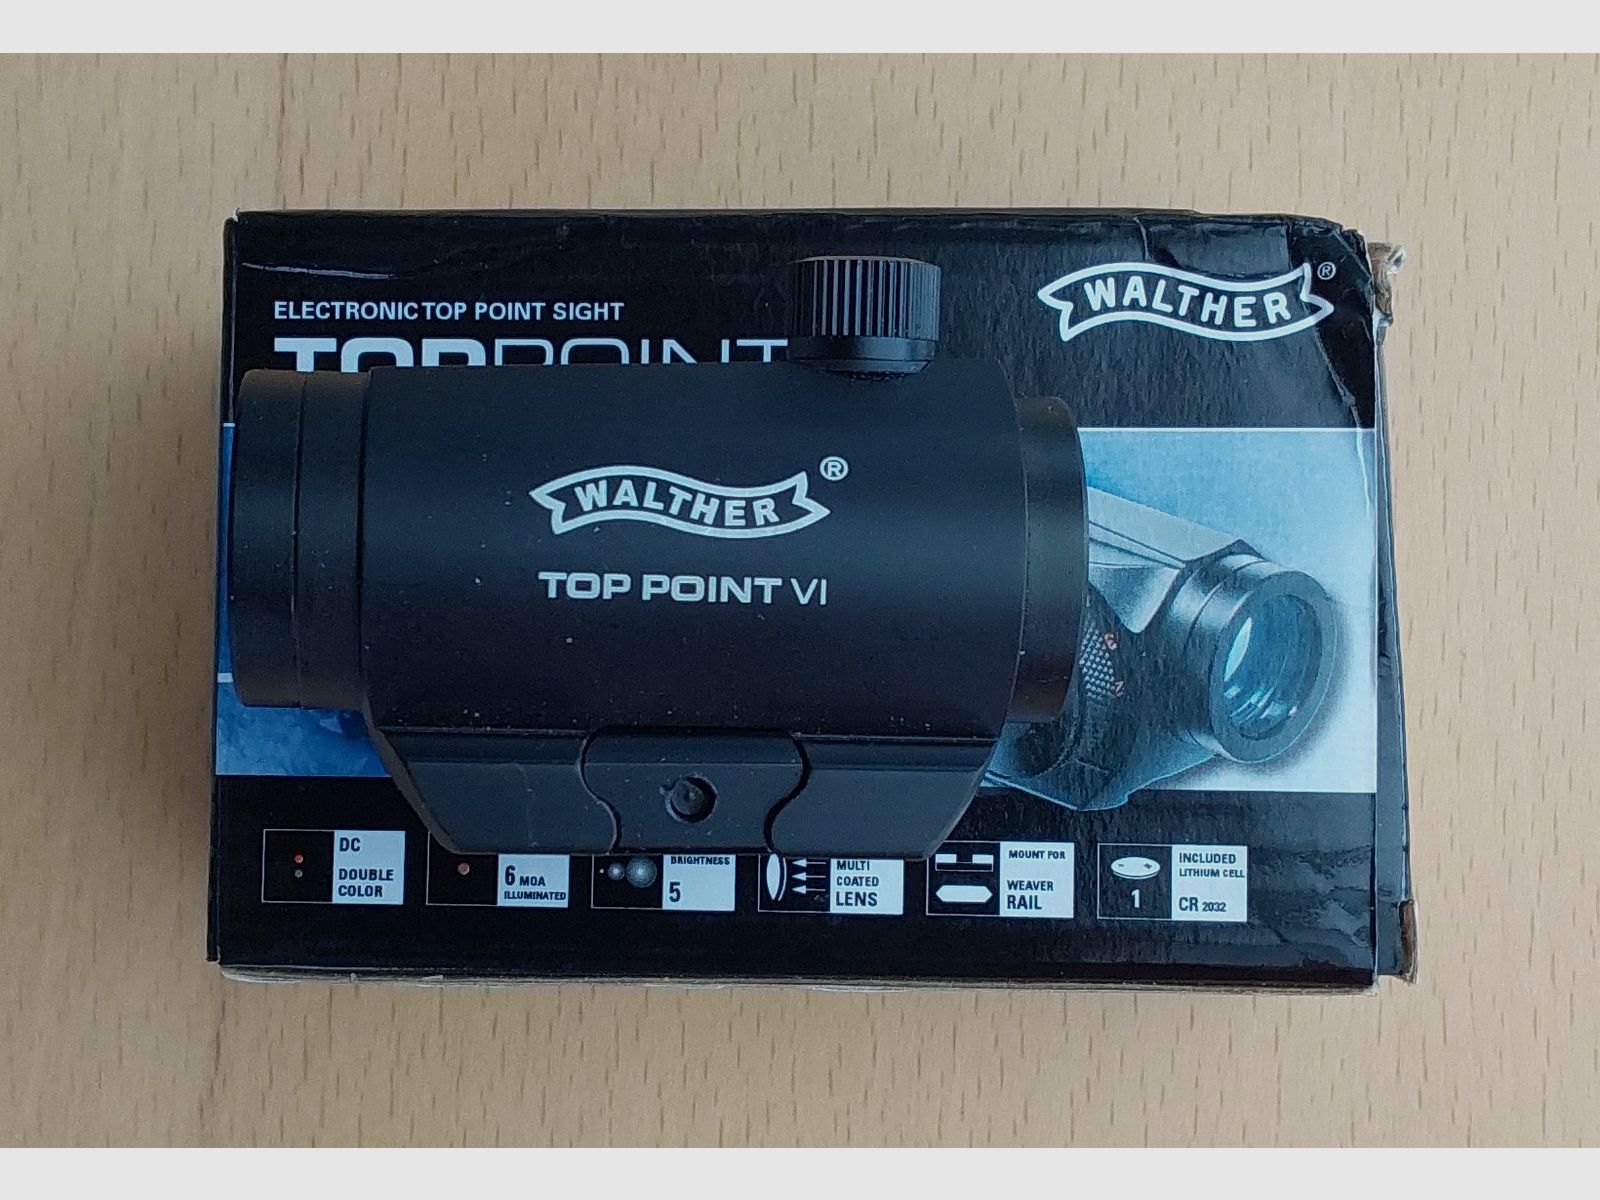 ELECTRONIC TOP POINT SIGHT
TOPPOINT
WALTHER®
WALTHER®
TOP POINT VI
DC
DOUBLE
COLOR
6 MOA
ILLUMINATED
BRIGHTNESS
5
MULTI
COATED
LENS
MOUNT FOR
WEAVER
RAIL
1
INCLUDED
LITHIUM CELL
CR 2032